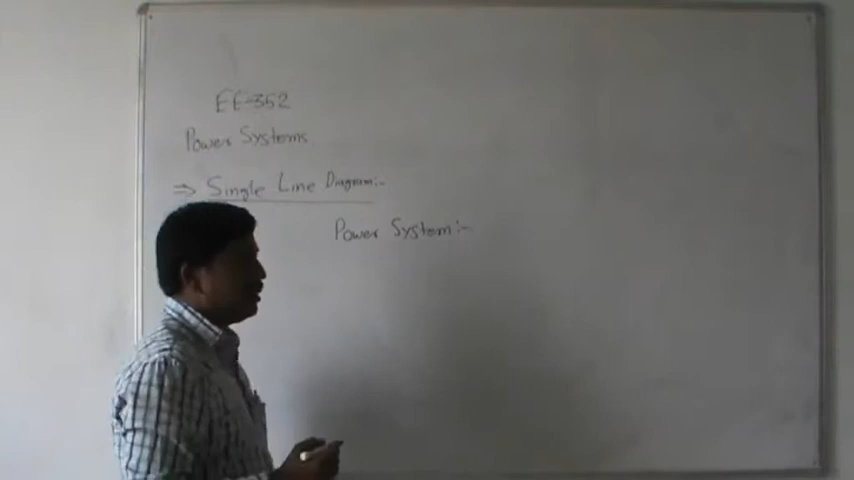 EE-352
Power Systems
⇒ Single Line Diagram:-
Power System:-